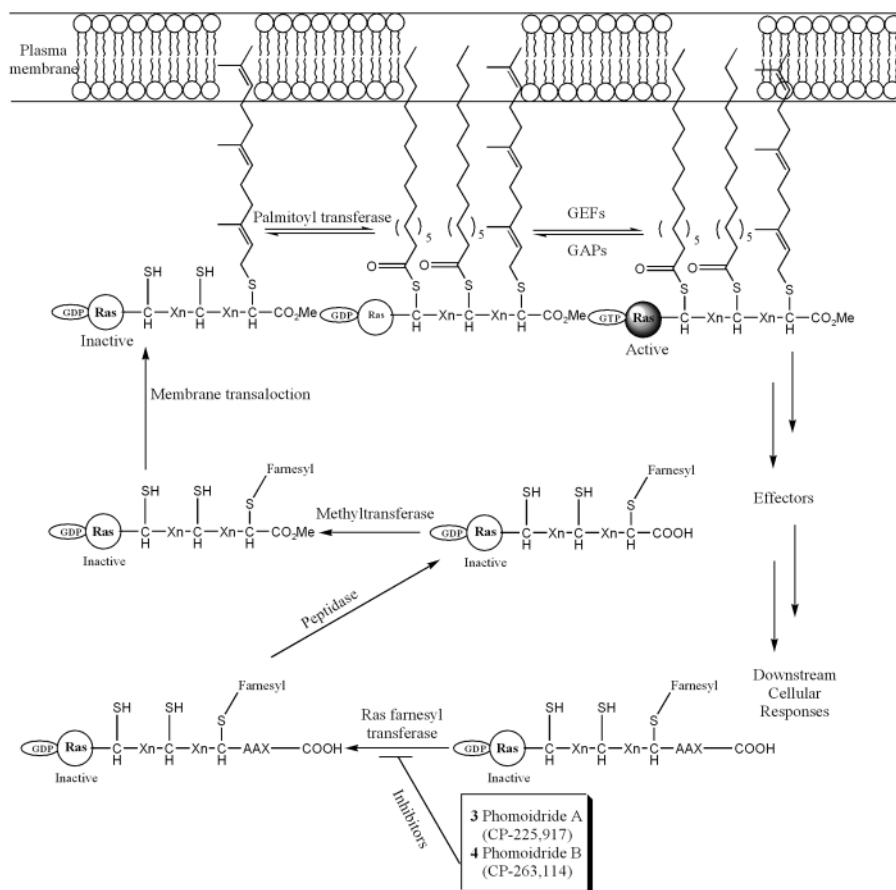 Plasma
membrane
Palmitoyl transferase
GEFs
GAPs
( )5 ( )5 ( )5 ( )5
O O O O
S S S S S S S
SH SH
GDP Ras C H Xn C H Xn C H CO2Me
Inactive
GDP Ras C H Xn C H Xn C H CO2Me
GTP Ras C H Xn C H Xn C H CO2Me
Active
Membrane transaloction
Farnesyl
SH SH S
GDP Ras C H Xn C H Xn C H CO2Me
Inactive
Methyltransferase
Farnesyl
SH SH S
GDP Ras C H Xn C H Xn C H COOH
Inactive
Effectors
Peptidase
Downstream
Cellular
Responses
Farnesyl
SH SH S
GDP Ras C H Xn C H Xn C H AAX COOH
Inactive
Ras farnesyl
transferase
Farnesyl
SH SH S
GDP Ras C H Xn C H Xn C H AAX COOH
Inactive
Inhibitors
3 Phomoidride A
(CP-225,917)
4 Phomoidride B
(CP-263,114)